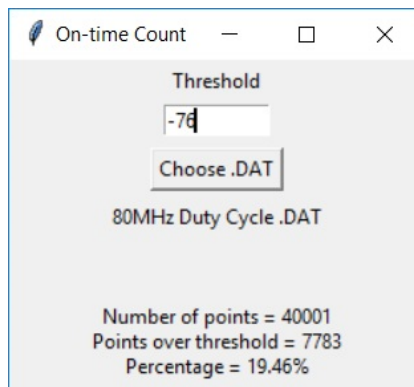 On-time Count
Threshold
-76
Choose .DAT
80MHz Duty Cycle .DAT
Number of points = 40001
Points over threshold = 7783
Percentage = 19.46%